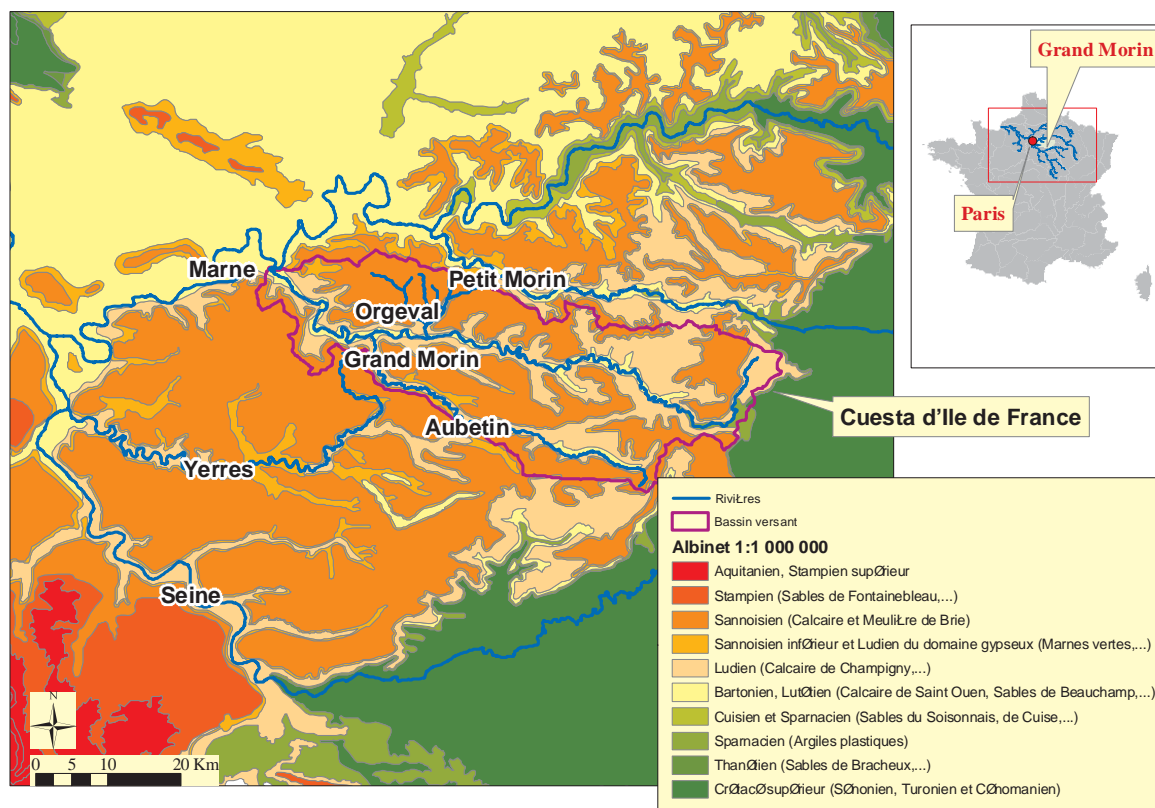 Grand Morin
Paris
Marne
Petit Morin
Orgeval
Grand Morin
Cuesta d'Ile de France
Aubetin
Yerres
Seine
RiviŁres
Bassin versant
Albinet 1:1 000 000
Aquitanien, Stampien supØrieur
Stampien (Sables de Fontainebleau,...)
Sannoisien (Calcaire et MeuliŁre de Brie)
Sannoisien infØrieur et Ludien du domaine gypseux (Marnes vertes,...)
Ludien (Calcaire de Champigny,...)
Bartonien, LutØtien (Calcaire de Saint Ouen, Sables de Beauchamp,...)
Cuisien et Sparnacien (Sables du Soisonnais, de Cuise,...)
Sparnacien (Argiles plastiques)
ThanØtien (Sables de Bracheux,...)
CrØtacØ supØrieur (SØnonien, Turonien et CØnomanien)
N
0 5 10 20 Km